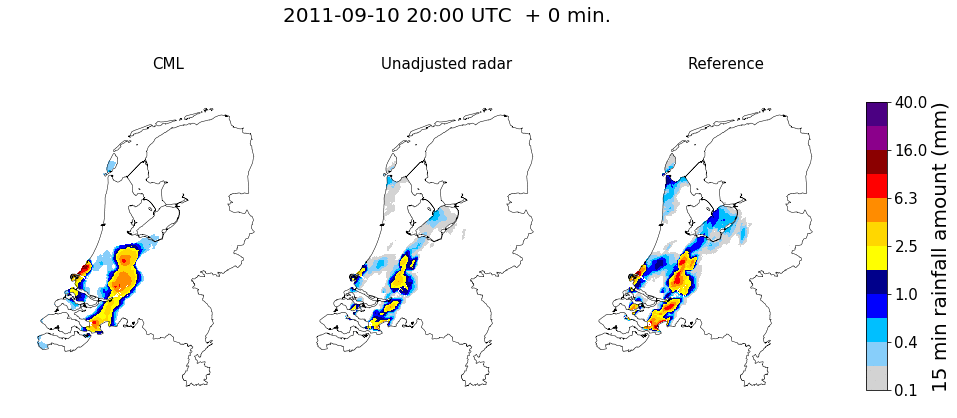 2011-09-10 20:00 UTC  + 0 min.
CML
Unadjusted radar
Reference
40.0
16.0
6.3
2.5
1.0
0.4
0.1
15 min rainfall amount (mm)